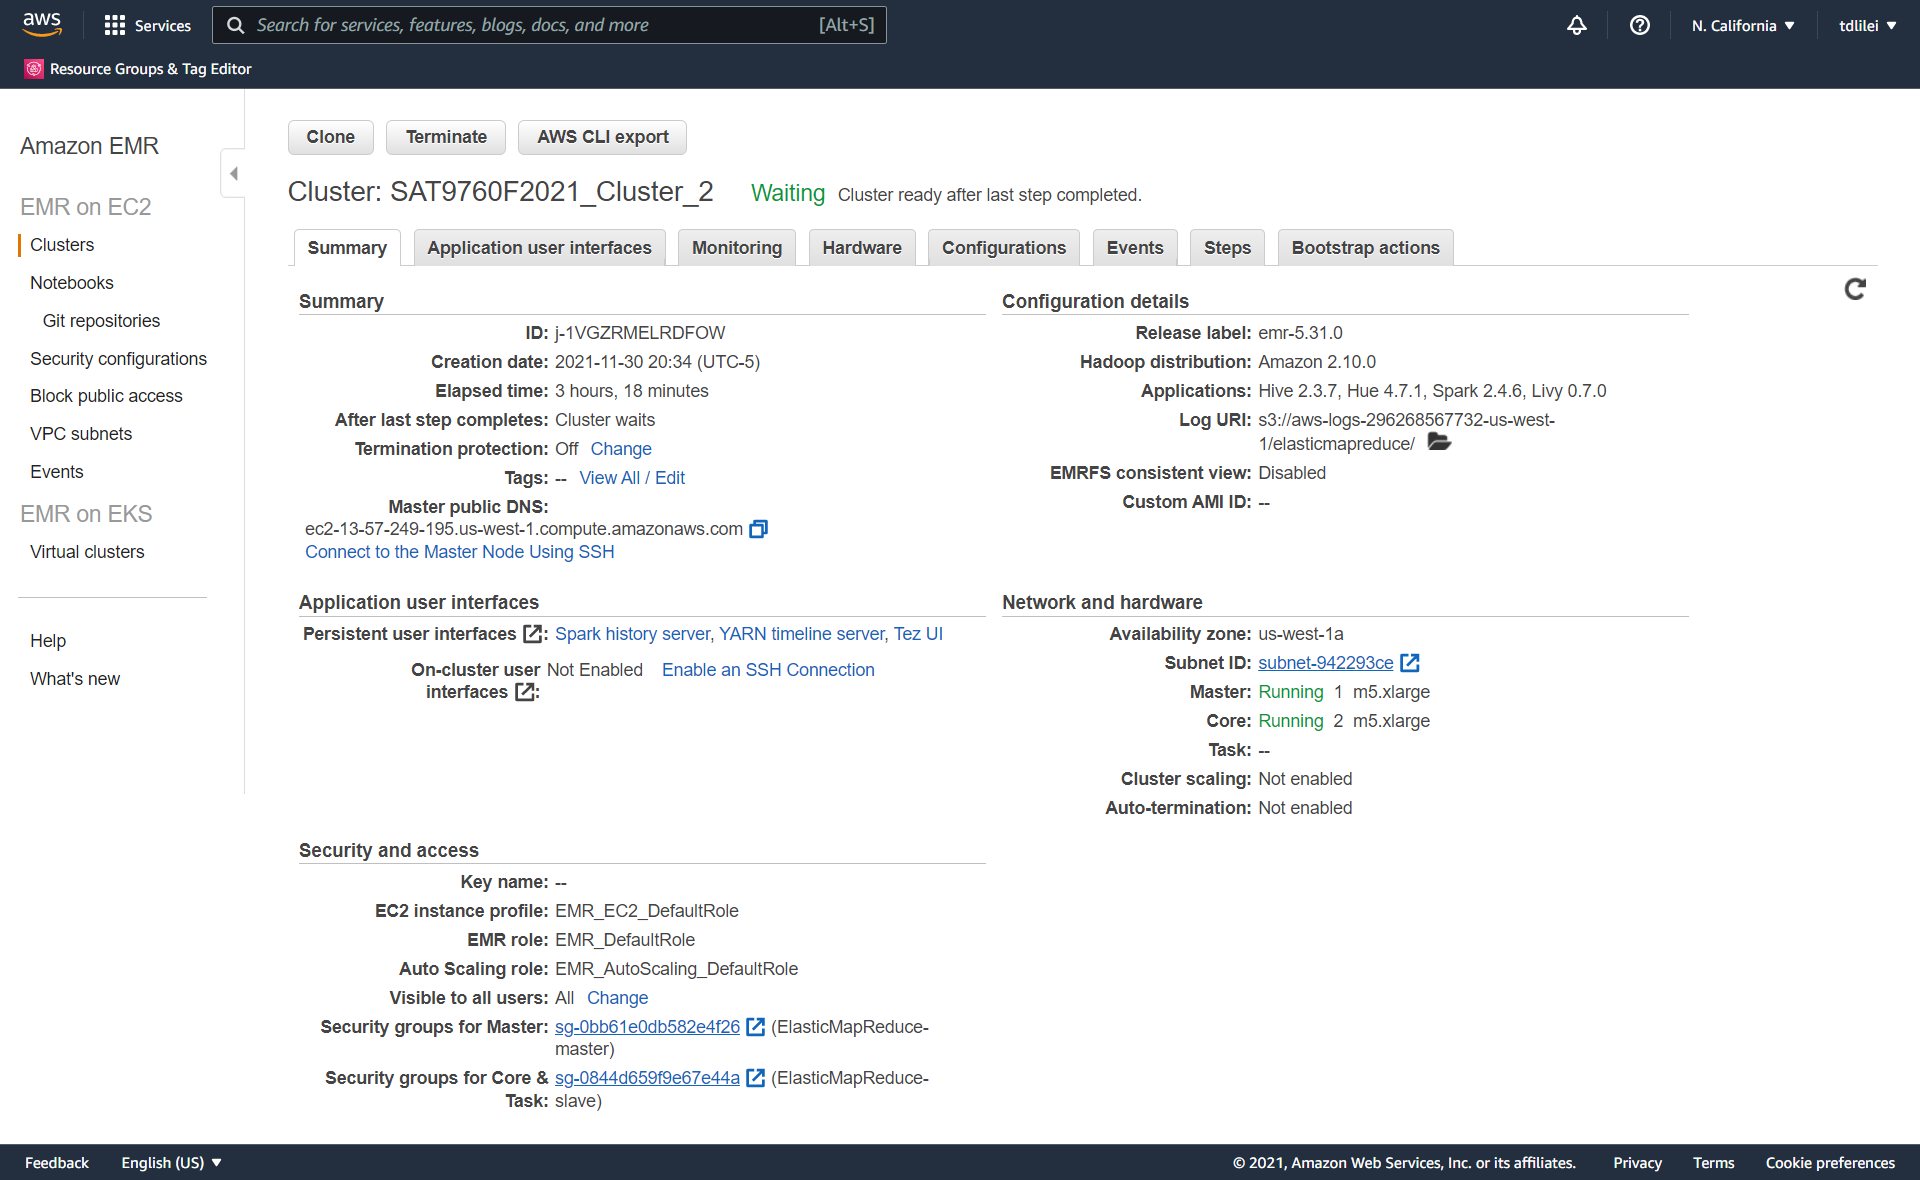 aws
Services
Search for services, features, blogs, docs, and more
[Alt+S]
N. California
tdlilei
Resource Groups & Tag Editor
Amazon EMR
EMR on EC2
Clusters
Notebooks
Git repositories
Security configurations
Block public access
VPC subnets
Events
EMR on EKS
Virtual clusters
Help
What's new
Clone
Terminate
AWS CLI export
Cluster: SAT9760F2021_Cluster_2 Waiting Cluster ready after last step completed.
Summary
Application user interfaces
Monitoring
Hardware
Configurations
Events
Steps
Bootstrap actions
Summary
ID: j-1VGZRMELRDFOW
Creation date: 2021-11-30 20:34 (UTC-5)
Elapsed time: 3 hours, 18 minutes
After last step completes: Cluster waits
Termination protection: Off Change
Tags: -- View All / Edit
Master public DNS:
ec2-13-57-249-195.us-west-1.compute.amazonaws.com
Connect to the Master Node Using SSH
Configuration details
Release label: emr-5.31.0
Hadoop distribution: Amazon 2.10.0
Applications: Hive 2.3.7, Hue 4.7.1, Spark 2.4.6, Livy 0.7.0
Log URI: s3://aws-logs-296268567732-us-west-
1/elasticmapreduce/
EMRFS consistent view: Disabled
Custom AMI ID: --
Application user interfaces
Persistent user interfaces : Spark history server, YARN timeline server, Tez UI
On-cluster user Not Enabled Enable an SSH Connection
interfaces :
Network and hardware
Availability zone: us-west-1a
Subnet ID: subnet-942293ce
Master: Running 1 m5.xlarge
Core: Running 2 m5.xlarge
Task: --
Cluster scaling: Not enabled
Auto-termination: Not enabled
Security and access
Key name: --
EC2 instance profile: EMR_EC2_DefaultRole
EMR role: EMR_DefaultRole
Auto Scaling role: EMR_AutoScaling_DefaultRole
Visible to all users: All Change
Security groups for Master: sg-0bb61e0db582e4f26 (ElasticMapReduce-
master)
Security groups for Core & sg-0844d659f9e67e44a (ElasticMapReduce-
Task: slave)
Feedback
English (US)
© 2021, Amazon Web Services, Inc. or its affiliates.
Privacy
Terms
Cookie preferences